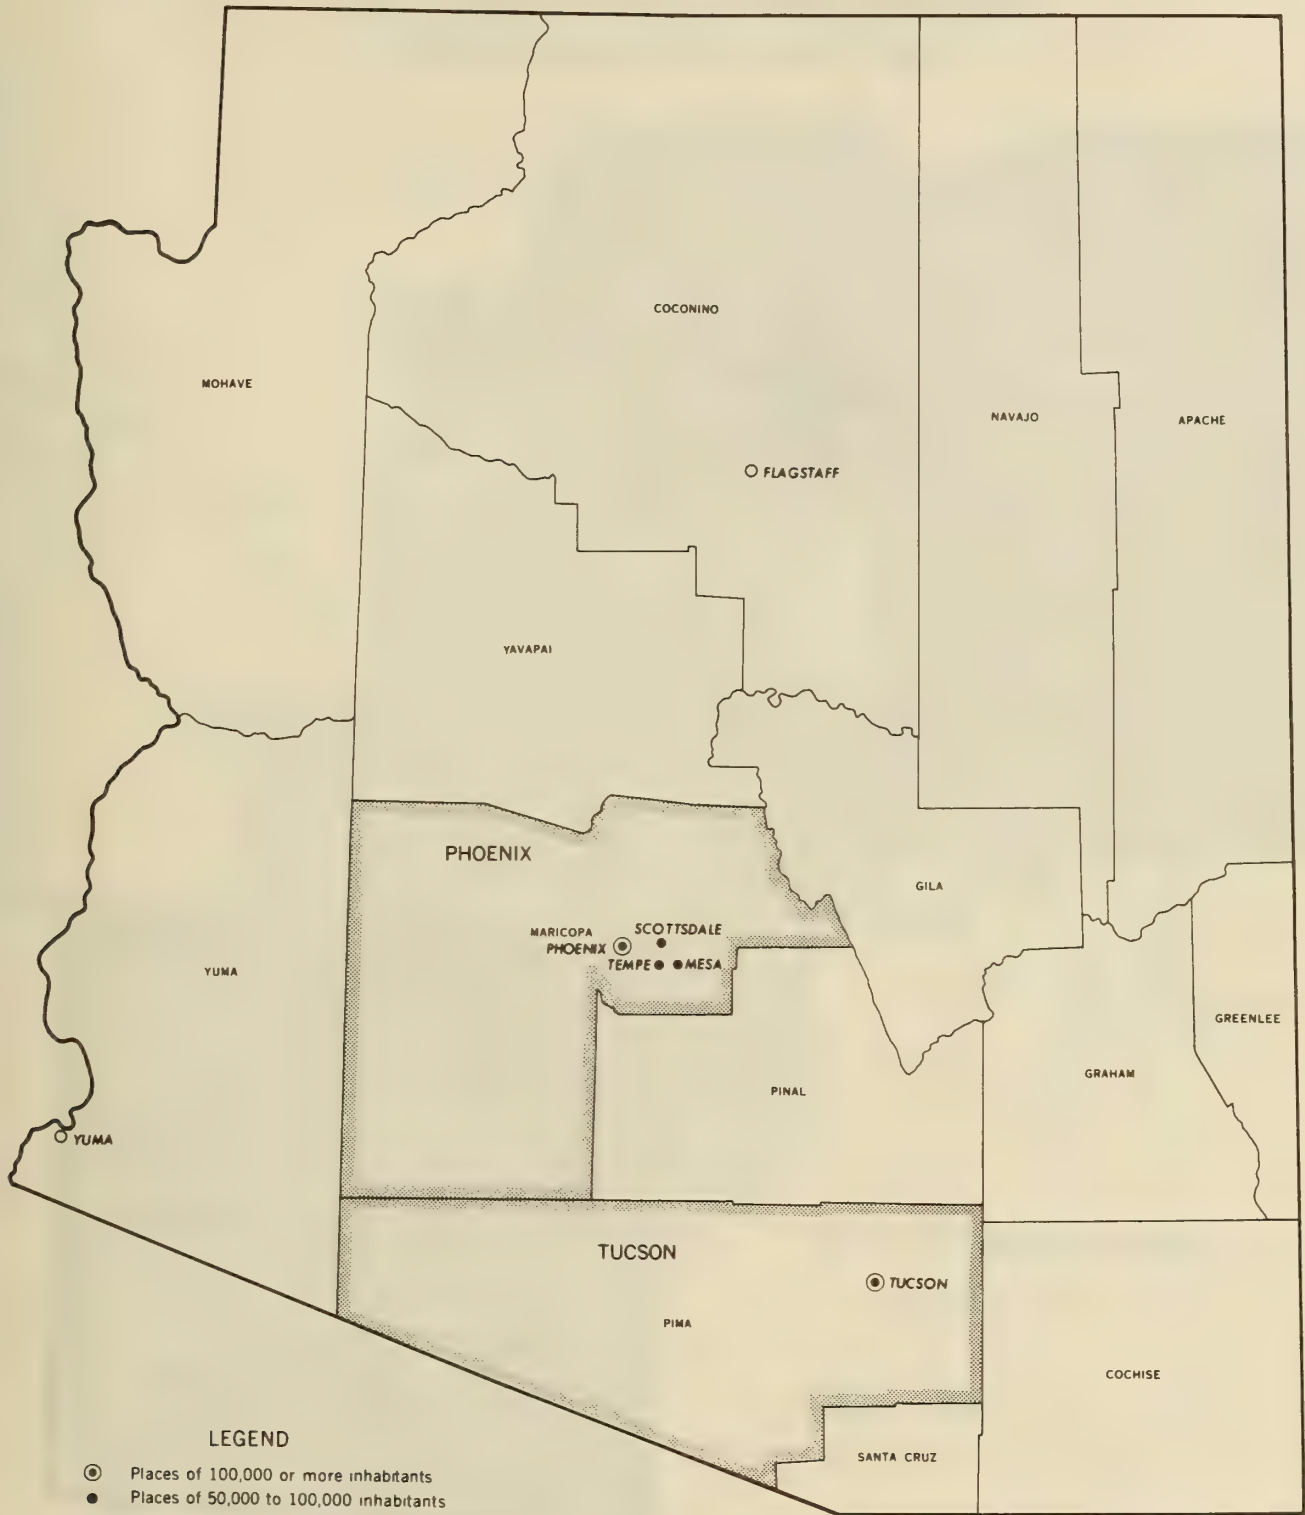 COCONINO
MOHAVE
NAVAJO
APACHE
FLAGSTAFF
YAVAPAI
PHOENIX
GILA
MARICOPA
SCOTTSDALE
PHOENIX
TEMPE
MESA
YUMA
GREENLEE
GRAHAM
PINAL
YUMA
TUCSON
TUCSON
PIMA
COCHISE
SANTA CRUZ
LEGEND
Places of 100,000 or more inhabitants
Places of 50,000 to 100,000 inhabitants